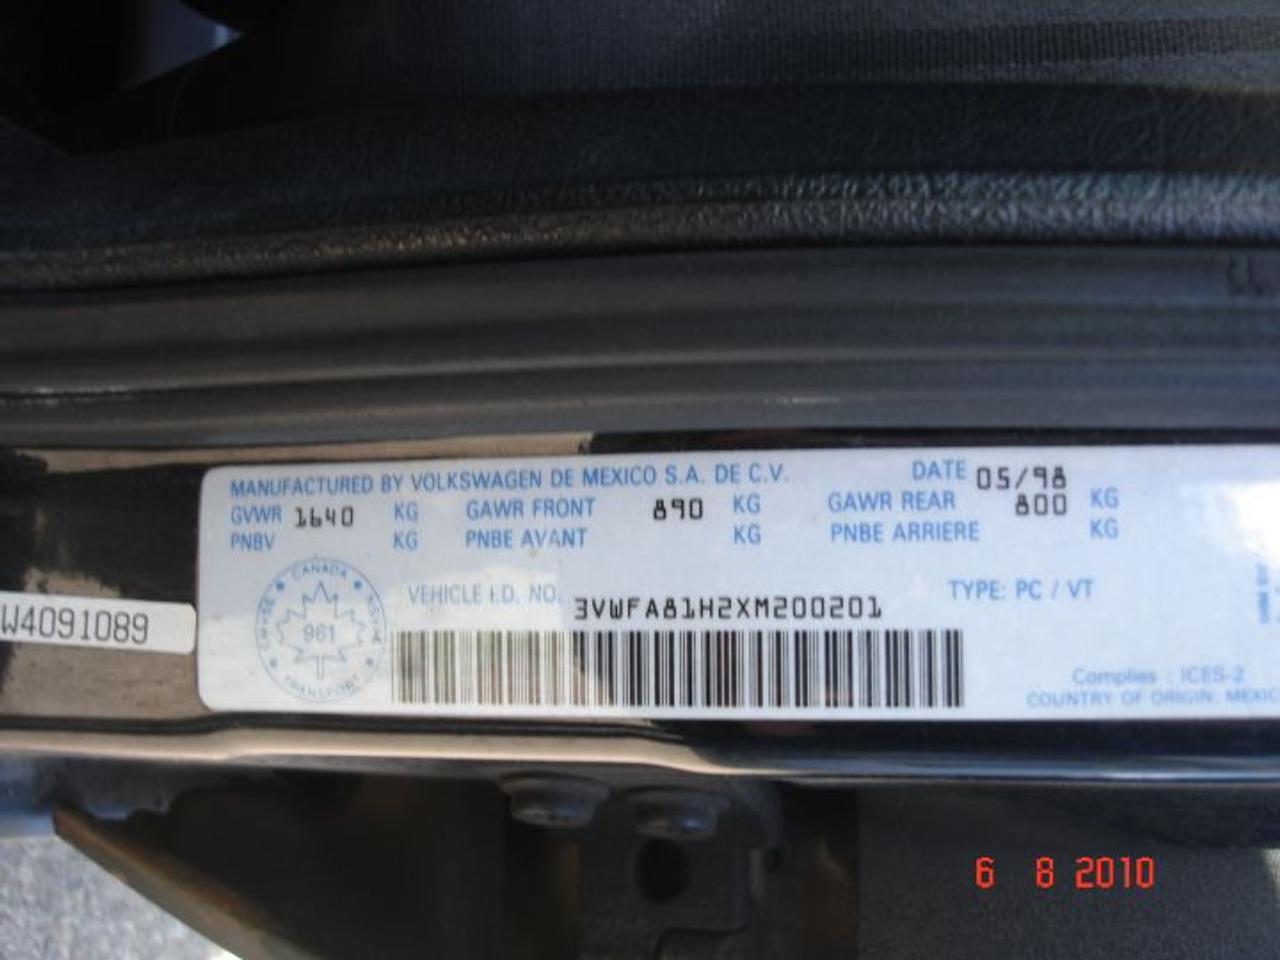 MANUFACTURED BY VOLKSWAGEN DE MEXICO S.A. DE C.V. DATE 05/98
GVWR 1640 KG GAWR FRONT 890 KG GAWR REAR 800 KG
PNBV KG PNBE AVANT KG PNBE ARRIERE KG
VEHICLE I.D. NO. 3VWFA81H2XM200201 TYPE: PC / VT
CANADA
961
TRANSPORT
W4091089
Complies : ICES-2
COUNTRY OF ORIGIN: MEXICO
6 8 2010